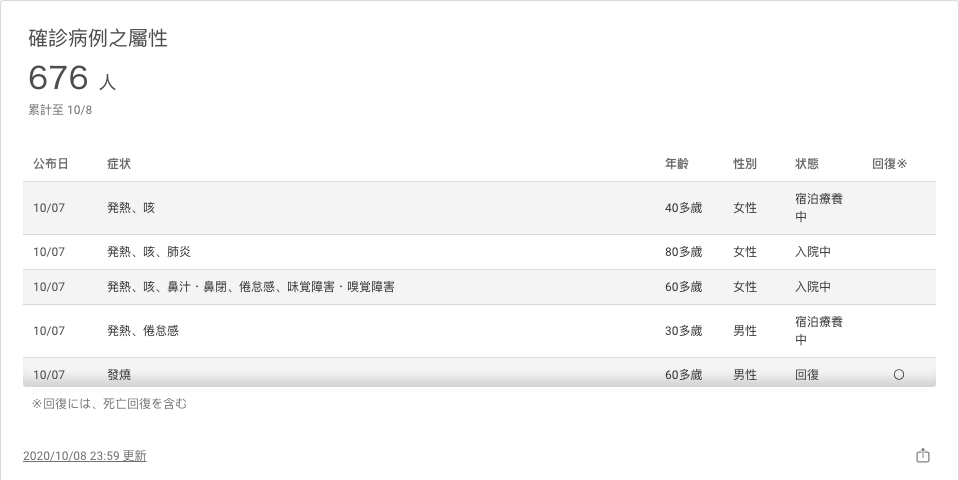 確診病例之屬性
676 人
累計至 10/8
公布日 症状 年齢 性別 状態 回復※
10/07 発熱、咳 40多歲 女性 宿泊療養
中
10/07 発熱、咳、肺炎 80多歲 女性 入院中
10/07 発熱、咳、鼻汁・鼻閉、倦怠感、味覚障害・嗅覚障害 60多歲 女性 入院中
10/07 発熱、倦怠感 30多歲 男性 宿泊療養
中
10/07 發燒 60多歲 男性 回復 〇
※回復には、死亡回復を含む
2020/10/08 23:59 更新